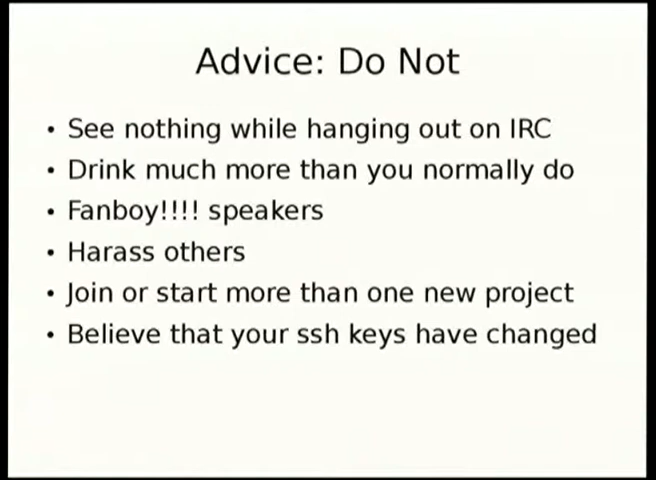 Advice: Do Not
• See nothing while hanging out on IRC
• Drink much more than you normally do
• Fanboy!!!! speakers
• Harass others
• Join or start more than one new project
• Believe that your ssh keys have changed